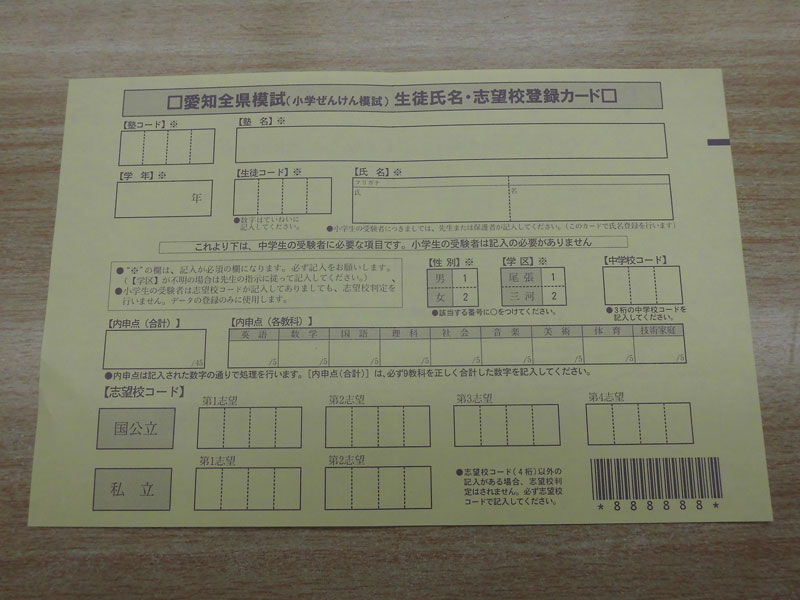 □愛知全県模試(小学ぜんけん模試) 生徒氏名・志望校登録カード□
【塾コード】※
【塾 名】※
【学 年】※
年
【生徒コード】※
●数字はていねいに
記入してください。
【氏 名】※
フリガナ
氏
名
●小学生の受験者につきましては、先生または保護者が記入してください。(このカードで氏名登録を行います)
これより下は、中学生の受験者に必要な項目です。小学生の受験者は記入の必要がありません
●"※"の欄は、記入が必須の欄になります。必ず記入をお願いします。
(【学区】が不明の場合は先生の指示に従って記入してください。)
●小学生の受験者は志望校コードが記入してありましても、志望校判定を
行いません。データの登録のみに使用します。
【性 別】※
男 1
女 2
【学 区】※
尾張 1
三河 2
●該当する番号に○をつけてください。
【中学校コード】※
●3桁の中学校コードを
記入してください。
【内申点(合計)】
/45
【内申点(各教科)】
英語 数学 国語 理科 社会 音楽 美術 体育 技術家庭
/5 /5 /5 /5 /5 /5 /5 /5 /5
●内申点は記入された数字の通りで処理を行います。[内申点(合計)]は、必ず9教科を正しく合計した数字を記入してください。
【志望校コード】
第1志望 第2志望 第3志望 第4志望
国公立
第1志望 第2志望
私 立
●志望校コード(4桁)以外の
記入がある場合、志望校判
定はされません。必ず志望校
コードで記入してください。
*888888*